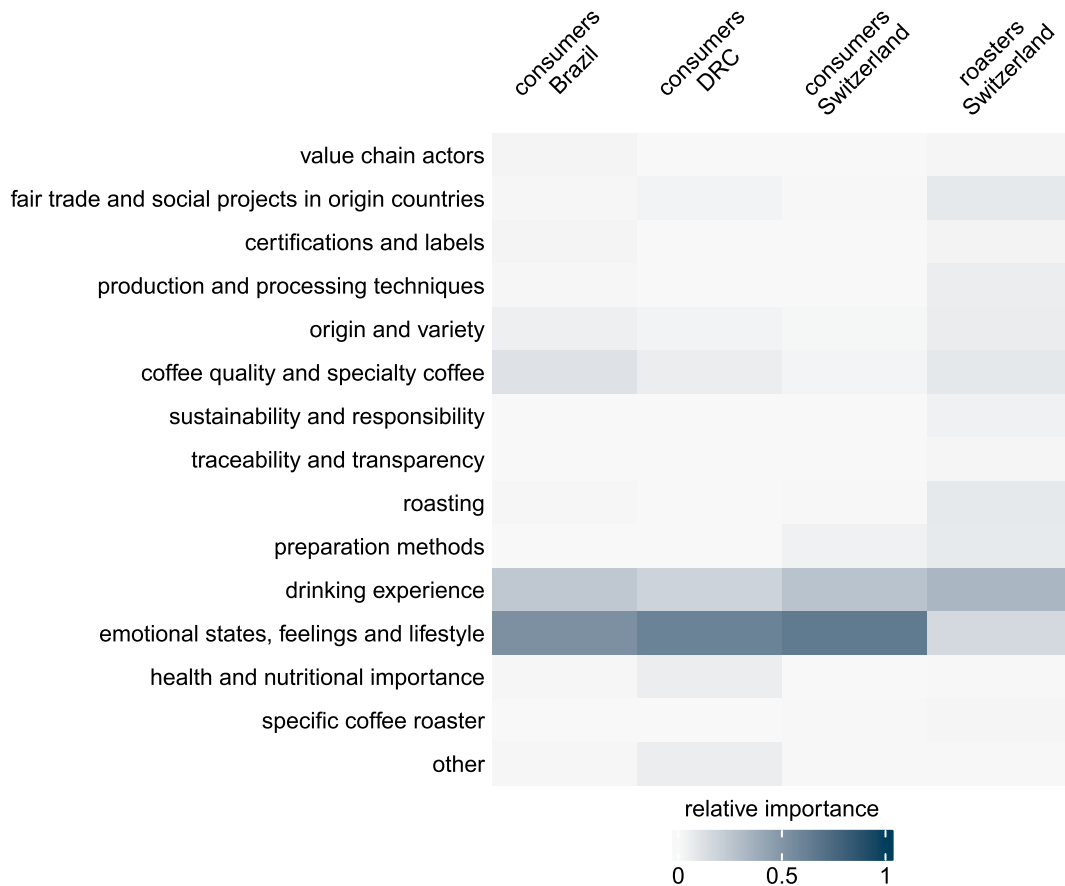 consumers
Brazil
consumers
DRC
consumers
Switzerland
roasters
Switzerland
value chain actors
fair trade and social projects in origin countries
certifications and labels
production and processing techniques
origin and variety
coffee quality and specialty coffee
sustainability and responsibility
traceability and transparency
roasting
preparation methods
drinking experience
emotional states, feelings and lifestyle
health and nutritional importance
specific coffee roaster
other
relative importance
0 0.5 1